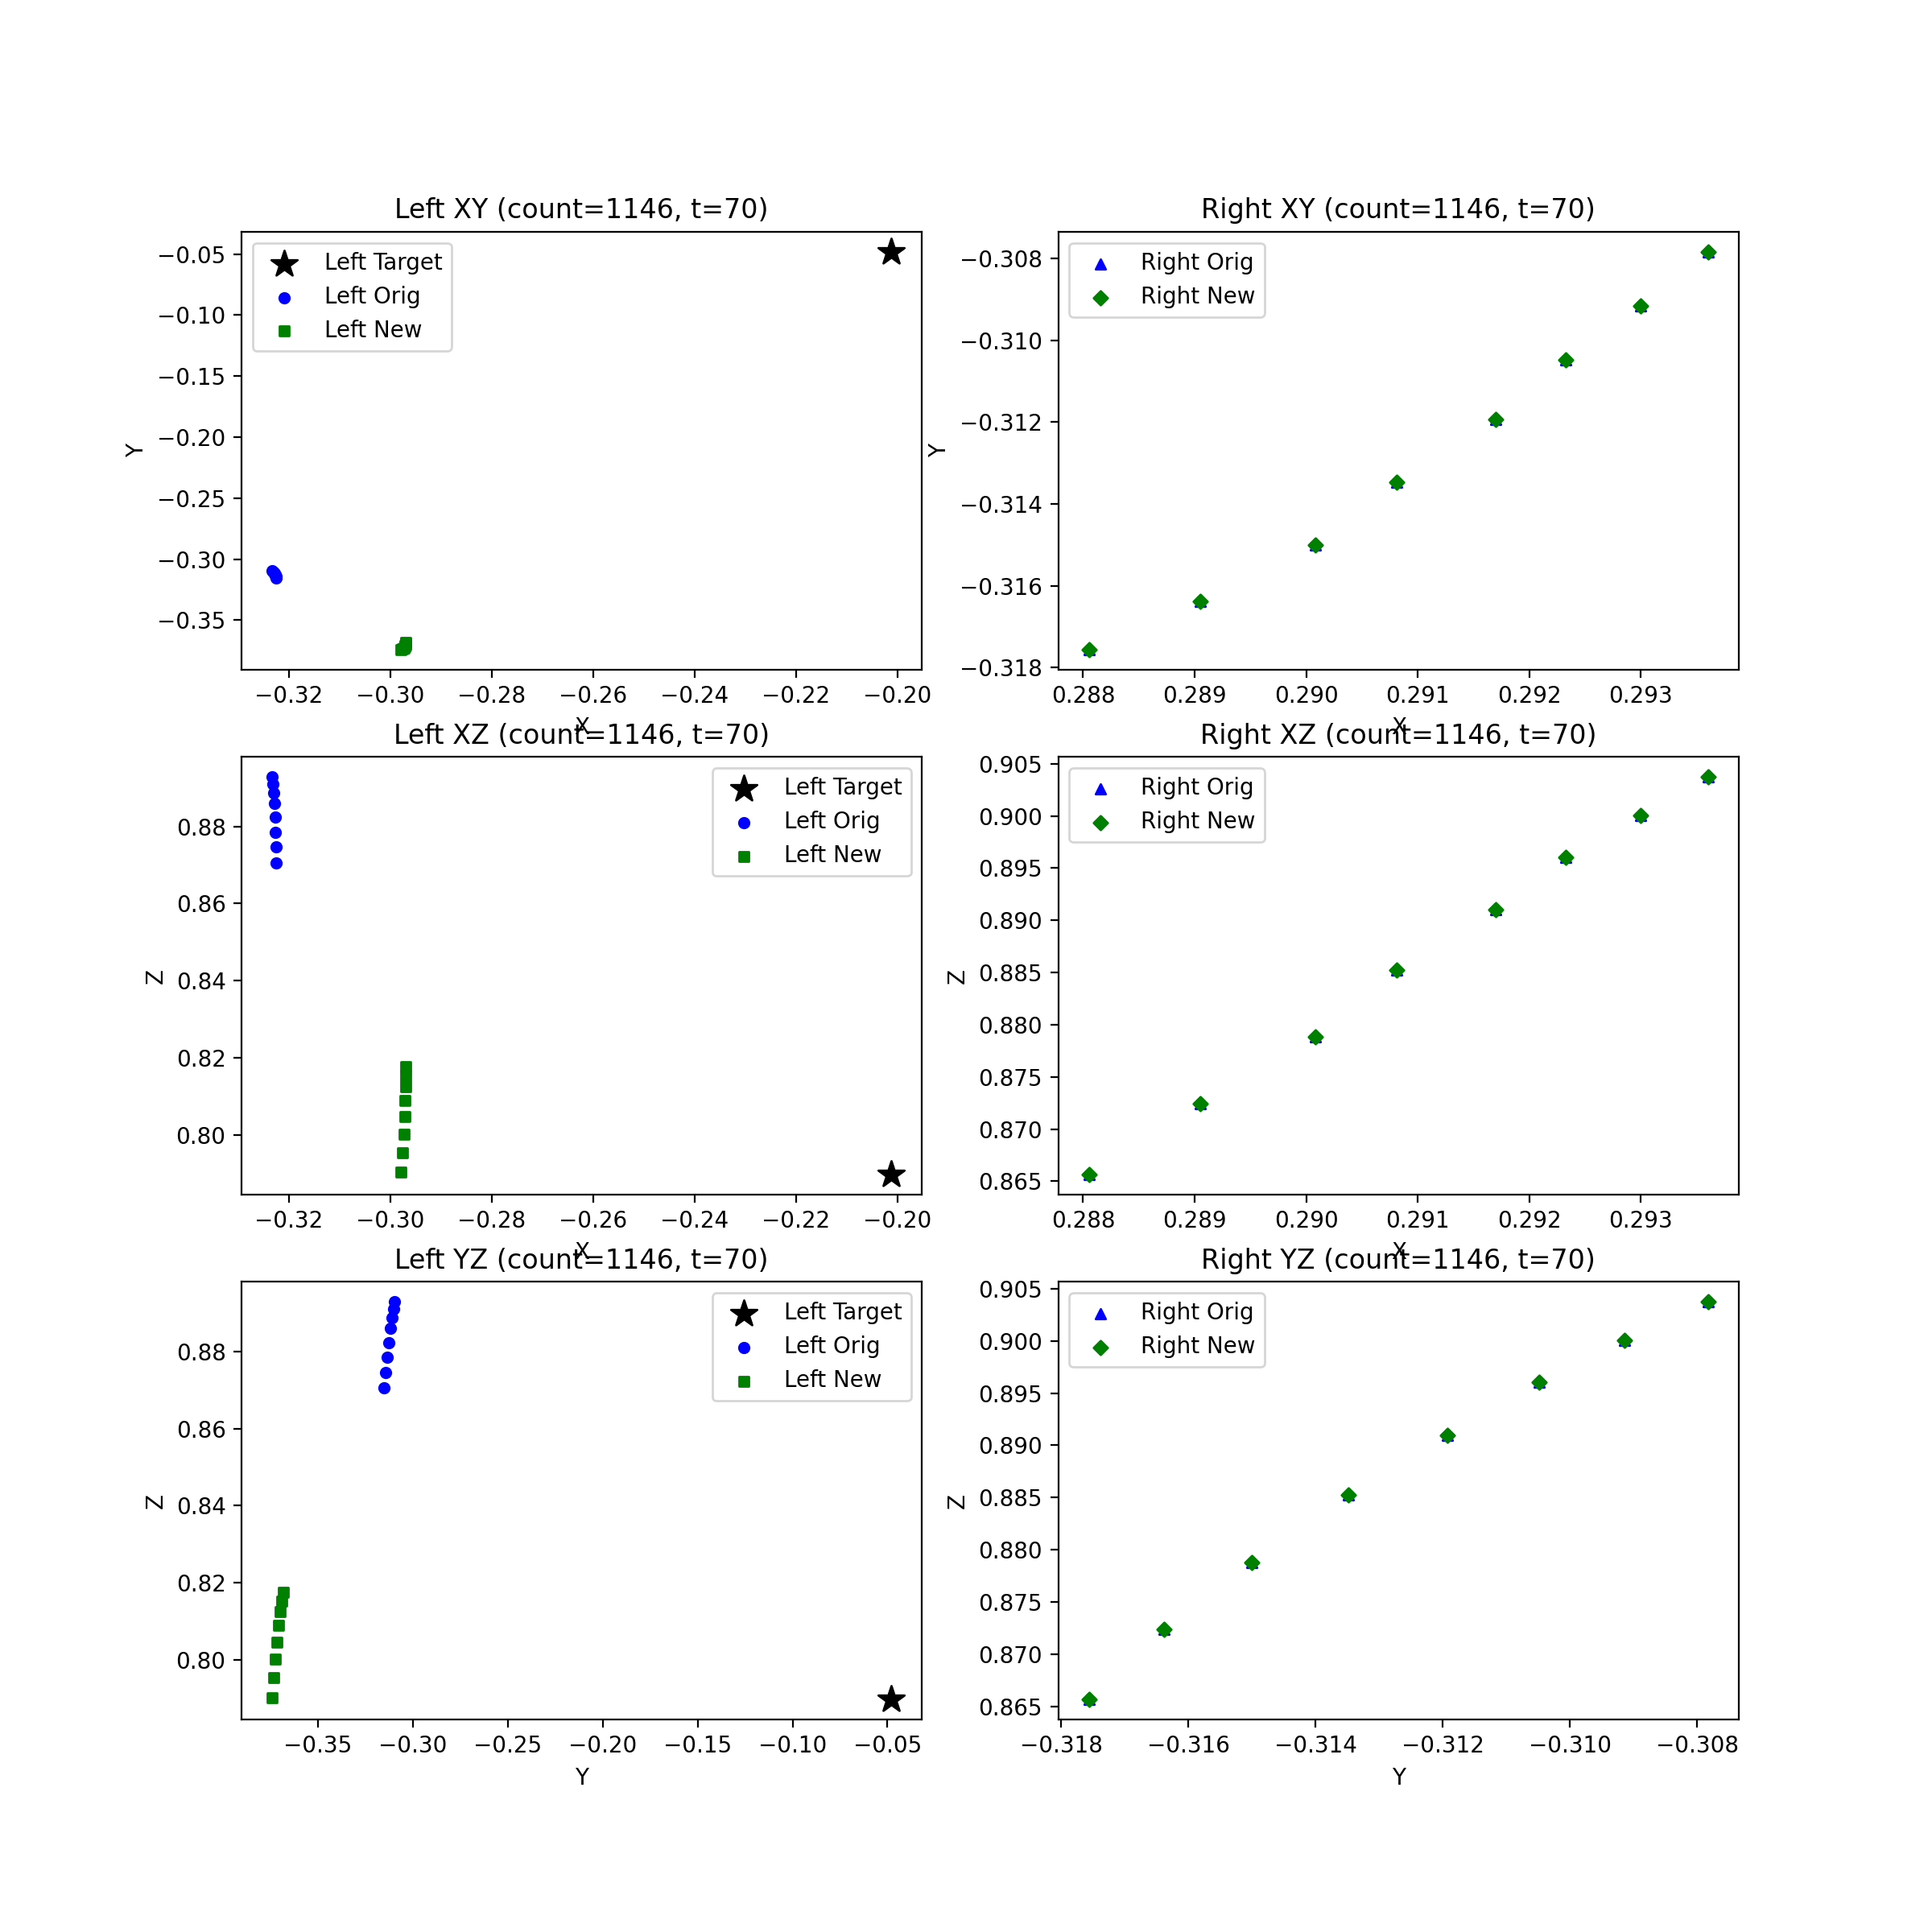 Left XY (count=1146, t=70)
Left Target
Left Orig
Left New
−0.05
−0.10
−0.15
−0.20
−0.25
−0.30
−0.35
Y
−0.32 −0.30 −0.28 −0.26 −0.24 −0.22 −0.20
X
Right XY (count=1146, t=70)
Right Orig
Right New
−0.308
−0.310
−0.312
−0.314
−0.316
−0.318
Y
0.288 0.289 0.290 0.291 0.292 0.293
X
Left XZ (count=1146, t=70)
Left Target
Left Orig
Left New
0.88
0.86
0.84
0.82
0.80
Z
−0.32 −0.30 −0.28 −0.26 −0.24 −0.22 −0.20
X
Right XZ (count=1146, t=70)
Right Orig
Right New
0.905
0.900
0.895
0.890
0.885
0.880
0.875
0.870
0.865
Z
0.288 0.289 0.290 0.291 0.292 0.293
X
Left YZ (count=1146, t=70)
Left Target
Left Orig
Left New
0.88
0.86
0.84
0.82
0.80
Z
−0.35 −0.30 −0.25 −0.20 −0.15 −0.10 −0.05
Y
Right YZ (count=1146, t=70)
Right Orig
Right New
0.905
0.900
0.895
0.890
0.885
0.880
0.875
0.870
0.865
Z
−0.318 −0.316 −0.314 −0.312 −0.310 −0.308
Y